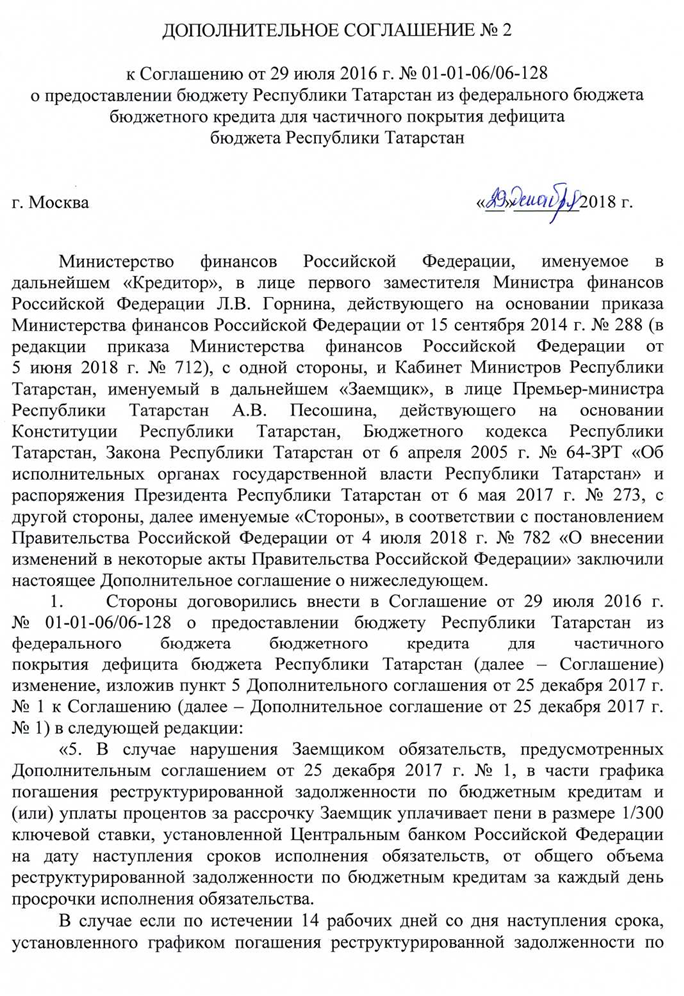 ДОПОЛНИТЕЛЬНОЕ СОГЛАШЕНИЕ № 2
к Соглашению от 29 июля 2016 г. № 01-01-06/06-128
о предоставлении бюджету Республики Татарстан из федерального бюджета
бюджетного кредита для частичного покрытия дефицита
бюджета Республики Татарстан
г. Москва «29» декабря 2018 г.
Министерство финансов Российской Федерации, именуемое в
дальнейшем «Кредитор», в лице первого заместителя Министра финансов
Российской Федерации Л.В. Горнина, действующего на основании приказа
Министерства финансов Российской Федерации от 15 сентября 2014 г. № 288 (в
редакции приказа Министерства финансов Российской Федерации от
5 июня 2018 г. № 712), с одной стороны, и Кабинет Министров Республики
Татарстан, именуемый в дальнейшем «Заемщик», в лице Премьер-министра
Республики Татарстан А.В. Песошина, действующего на основании
Конституции Республики Татарстан, Бюджетного кодекса Республики
Татарстан, Закона Республики Татарстан от 6 апреля 2005 г. № 64-ЗРТ «Об
исполнительных органах государственной власти Республики Татарстан» и
распоряжения Президента Республики Татарстан от 6 мая 2017 г. № 273, с
другой стороны, далее именуемые «Стороны», в соответствии с постановлением
Правительства Российской Федерации от 4 июля 2018 г. № 782 «О внесении
изменений в некоторые акты Правительства Российской Федерации» заключили
настоящее Дополнительное соглашение о нижеследующем.
1. Стороны договорились внести в Соглашение от 29 июля 2016 г.
№ 01-01-06/06-128 о предоставлении бюджету Республики Татарстан из
федерального бюджета бюджетного кредита для частичного
покрытия дефицита бюджета Республики Татарстан (далее – Соглашение)
изменение, изложив пункт 5 Дополнительного соглашения от 25 декабря 2017 г.
№ 1 к Соглашению (далее – Дополнительное соглашение от 25 декабря 2017 г.
№ 1) в следующей редакции:
«5. В случае нарушения Заемщиком обязательств, предусмотренных
Дополнительным соглашением от 25 декабря 2017 г. № 1, в части графика
погашения реструктурированной задолженности по бюджетным кредитам и
(или) уплаты процентов за рассрочку Заемщик уплачивает пени в размере 1/300
ключевой ставки, установленной Центральным банком Российской Федерации
на дату наступления сроков исполнения обязательств, от общего объема
реструктурированной задолженности по бюджетным кредитам за каждый день
просрочки исполнения обязательства.
В случае если по истечении 14 рабочих дней со дня наступления срока,
установленного графиком погашения реструктурированной задолженности по